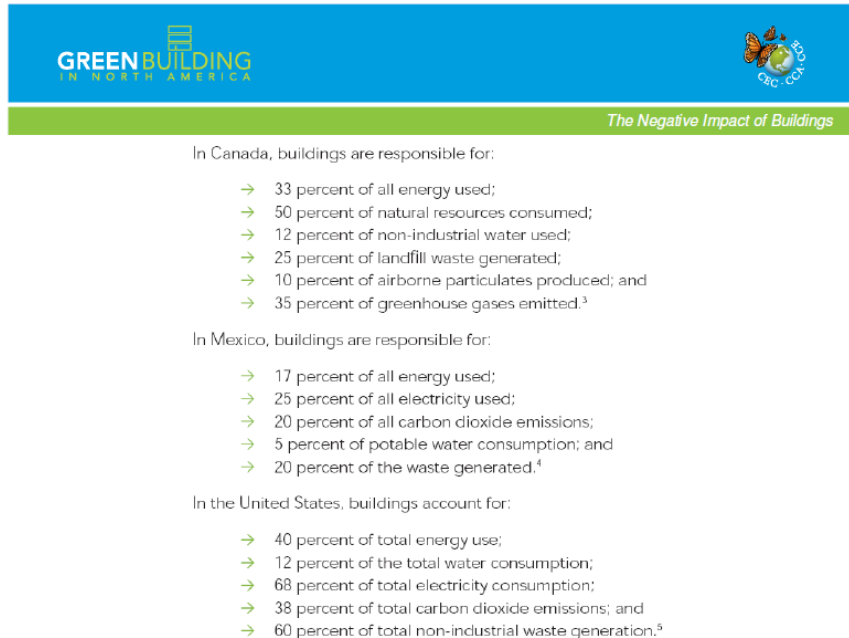 GREENBUILDING
IN NORTH AMERICA
CEC · CCA · CCE
The Negative Impact of Buildings
In Canada, buildings are responsible for:
→ 33 percent of all energy used;
→ 50 percent of natural resources consumed;
→ 12 percent of non-industrial water used;
→ 25 percent of landfill waste generated;
→ 10 percent of airborne particulates produced; and
→ 35 percent of greenhouse gases emitted.³
In Mexico, buildings are responsible for:
→ 17 percent of all energy used;
→ 25 percent of all electricity used;
→ 20 percent of all carbon dioxide emissions;
→ 5 percent of potable water consumption; and
→ 20 percent of the waste generated.⁴
In the United States, buildings account for:
→ 40 percent of total energy use;
→ 12 percent of the total water consumption;
→ 68 percent of total electricity consumption;
→ 38 percent of total carbon dioxide emissions; and
→ 60 percent of total non-industrial waste generation.⁵